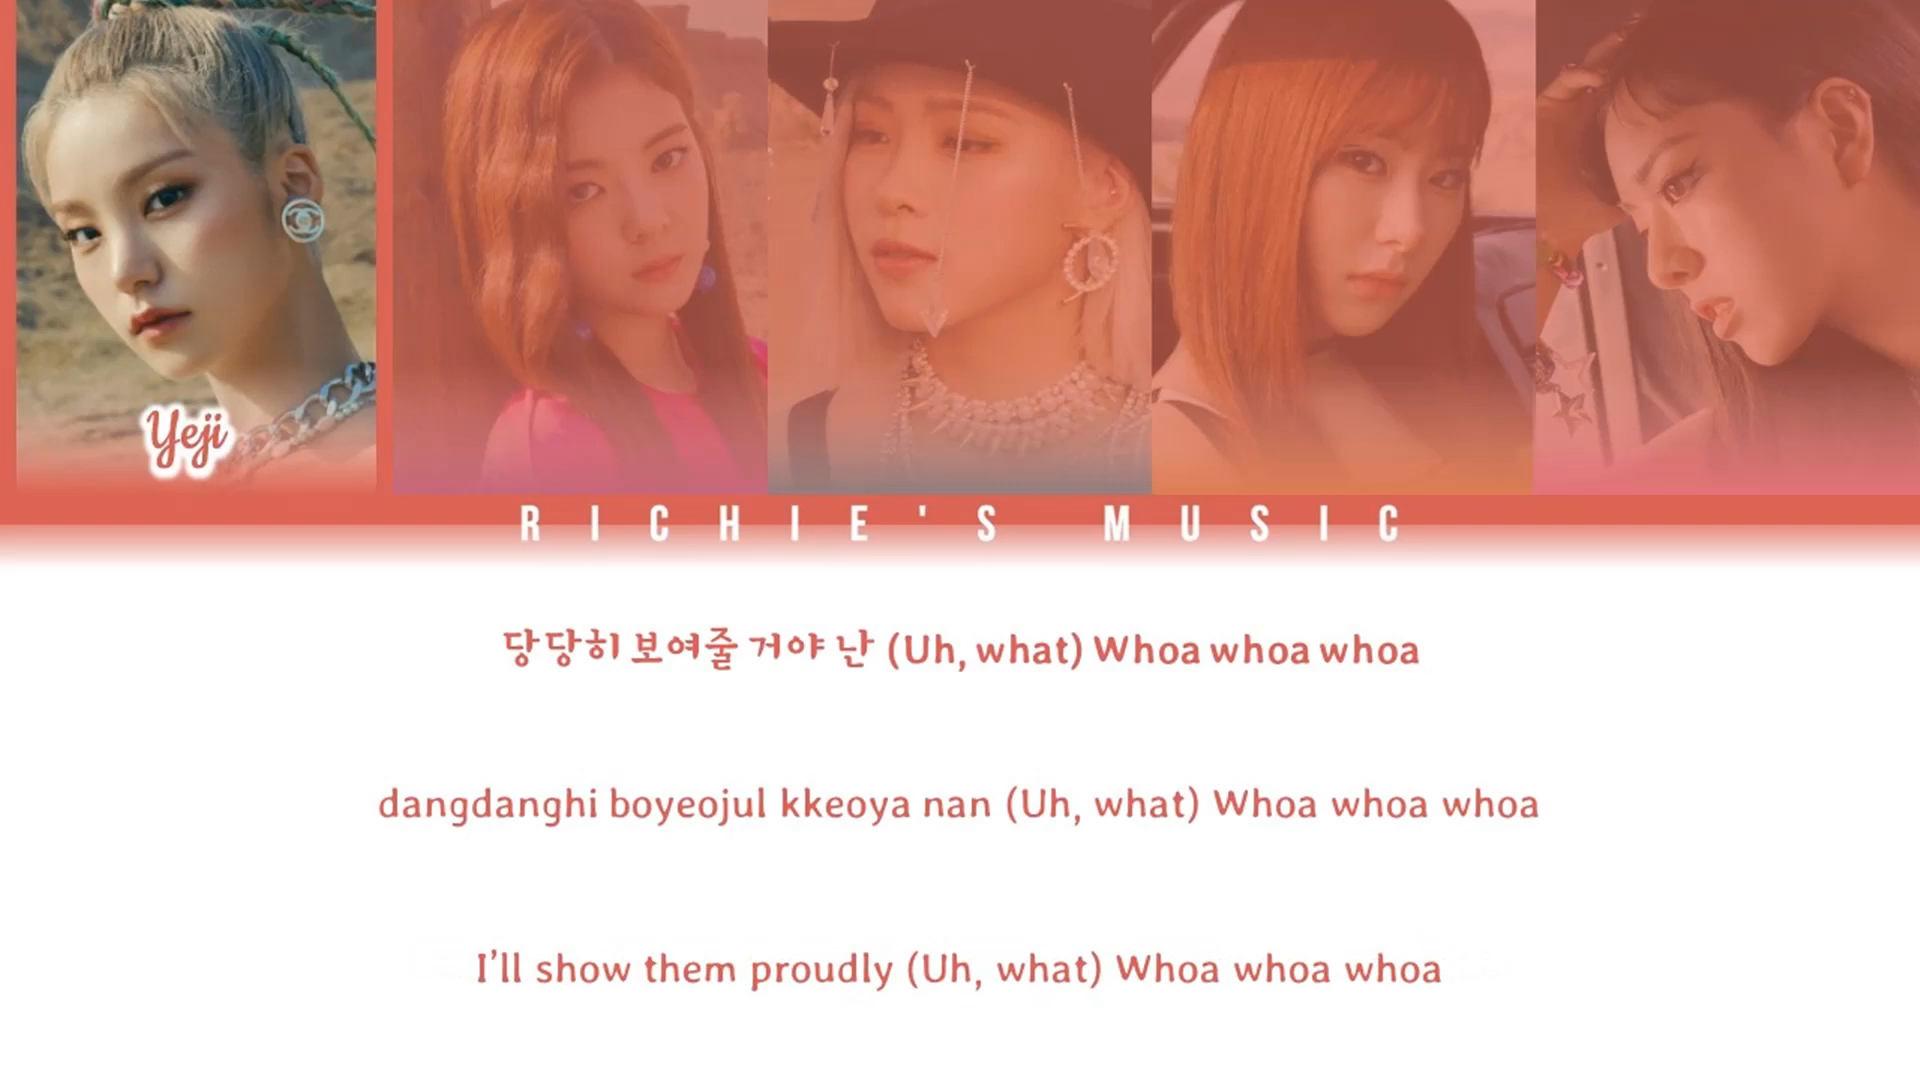 Yeji
RICHIE'S MUSIC
당당히 보여줄 거야 난 (Uh, what) Whoa whoa whoa
dangdanghi boyeojul kkeoya nan (Uh, what) Whoa whoa whoa
I'll show them proudly (Uh, what) Whoa whoa whoa